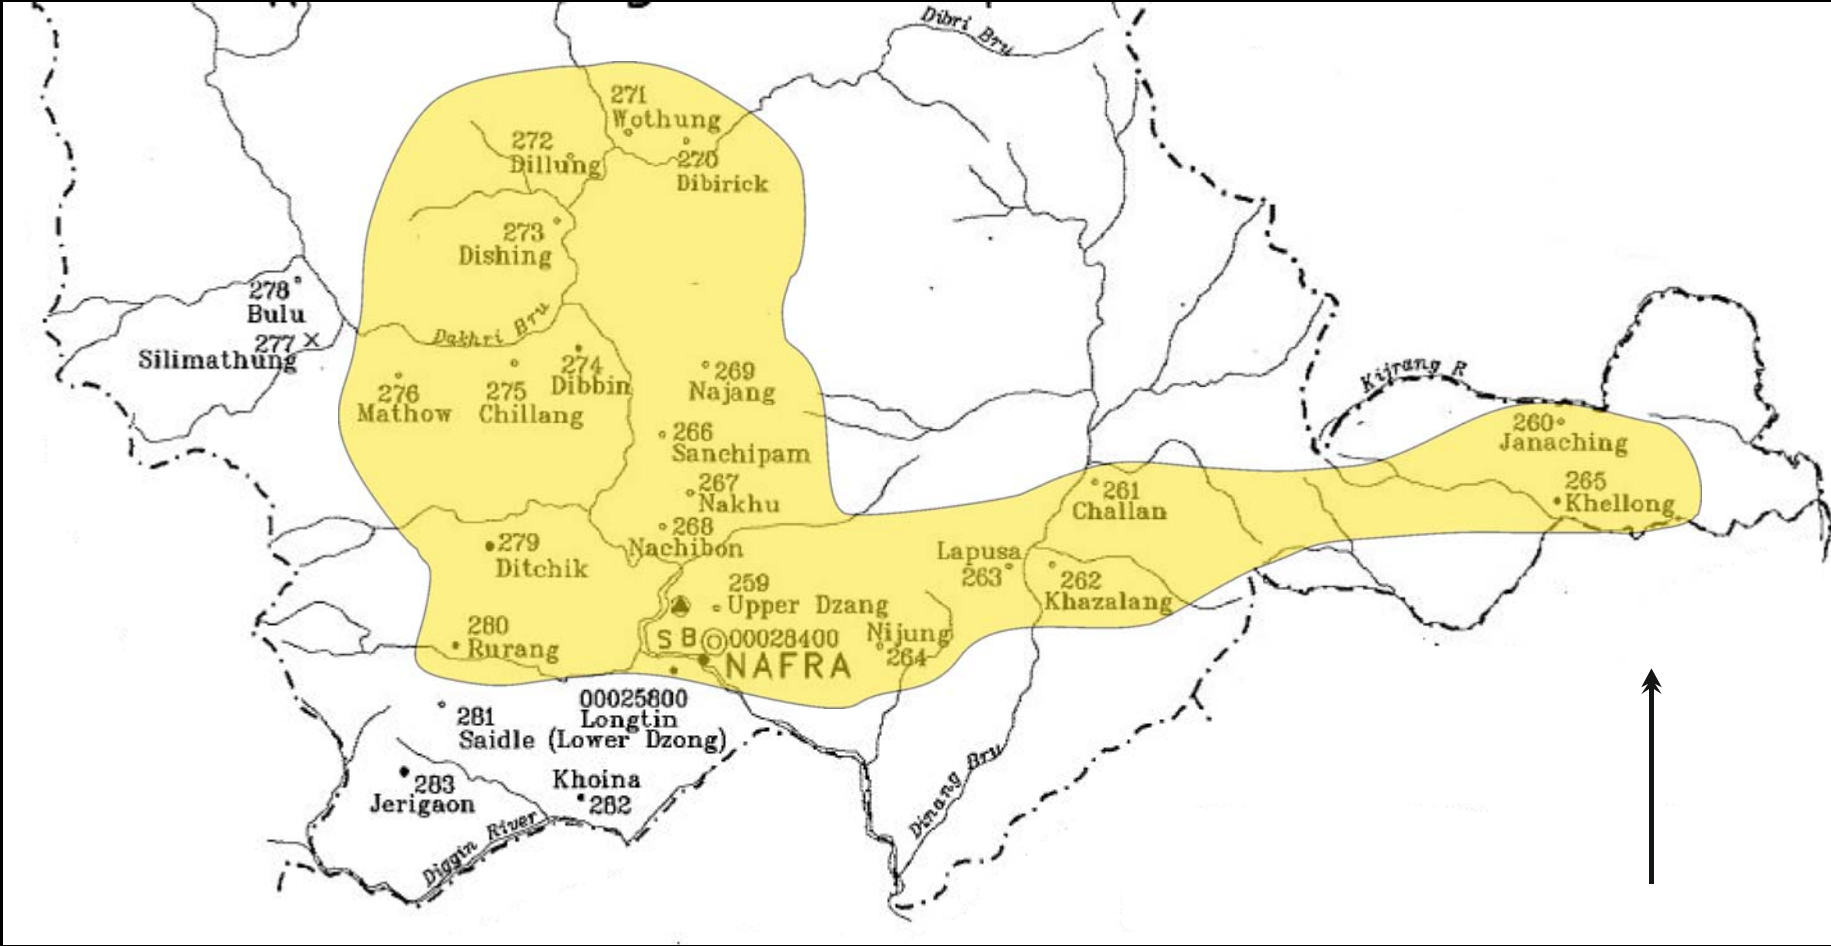 Dibri Bru
271
Wothung
272
Dillung
270
Dibirick
273
Dishing
278
Bulu
277
Silimathung
Dakhri Bru
276
Mathow
275
Chillang
274
Dibbin
269
Najang
Kijrang R
260
Janaching
266
Sanchipam
267
Nakhu
265
Khellong
261
Challan
268
Nachibon
279
Ditchik
Lapusa
263
262
Khazalang
259
Upper Dzang
280
Rurang
S B 00028400
NAFRA
Nijung
264
00025800
Longtin
(Lower Dzong)
281
Saidle
283
Jerigaon
Khoina
282
Diggin River
Dinang Bru